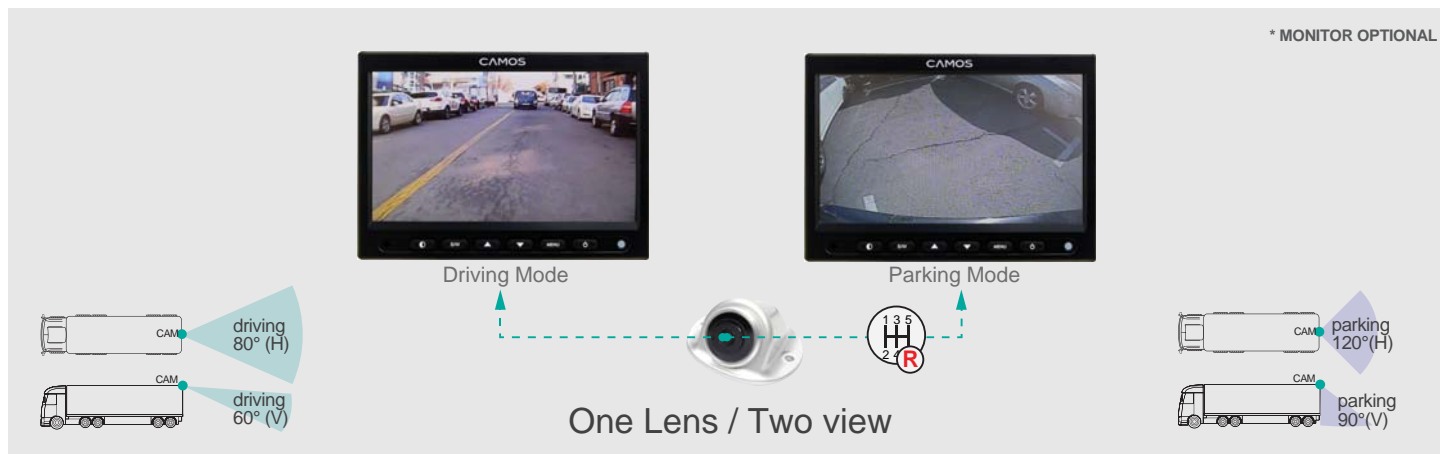 * MONITOR OPTIONAL
CAMOS
CAMOS
MENU
MENU
Driving Mode
Parking Mode
CAM
driving
80° (H)
CAM
driving
60° (V)
1 3 5
2 4
R
One Lens / Two view
CAM
parking
120°(H)
CAM
parking
90°(V)